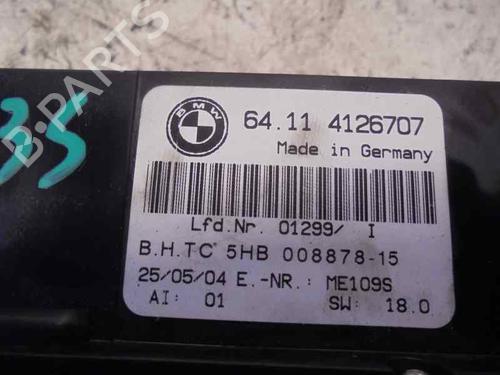 35
B-PARTS
BMW
64.11 4126707
Made in Germany
Lfd.Nr 01299/ I
B.H.TC 5HB 008878-15
25/05/04 E.-NR.: ME109S
AI: 01 SW: 18.0